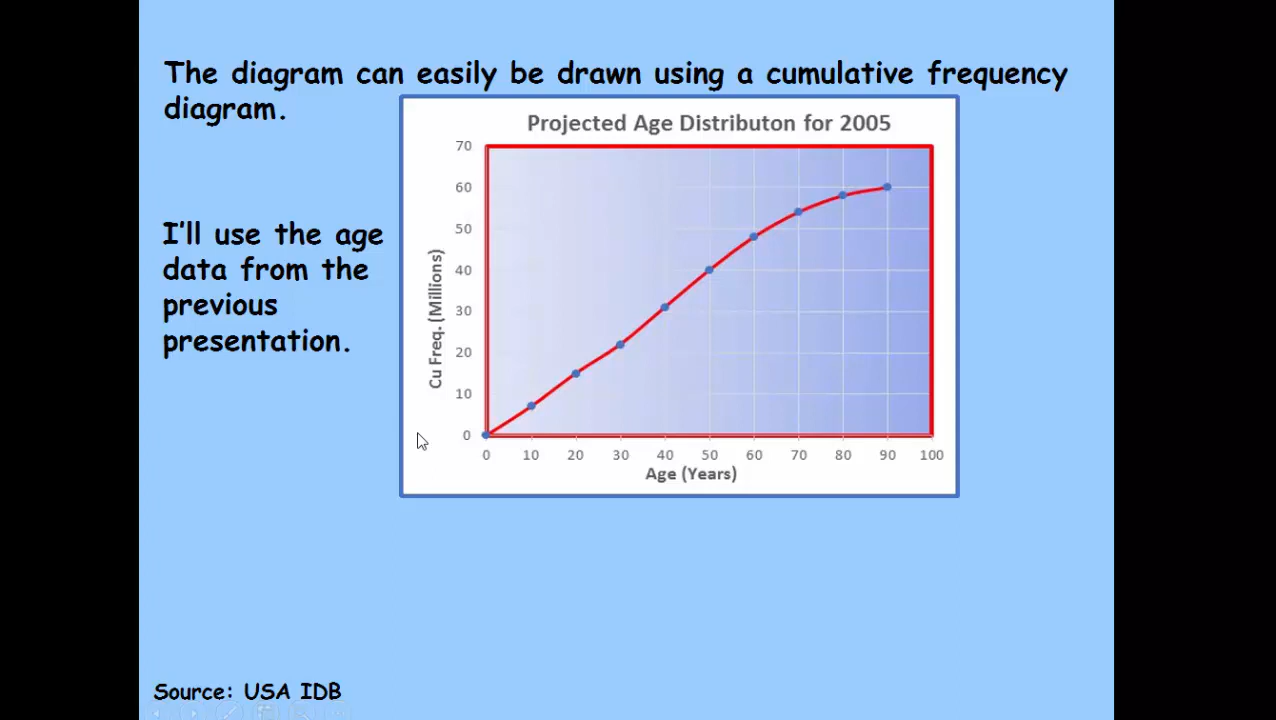 The diagram can easily be drawn using a cumulative frequency
diagram.
Projected Age Distributon for 2005
I'll use the age
data from the
previous
presentation.
Cu Freq. (Millions)
70
60
50
40
30
20
10
0
0 10 20 30 40 50 60 70 80 90 100
Age (Years)
Source: USA IDB